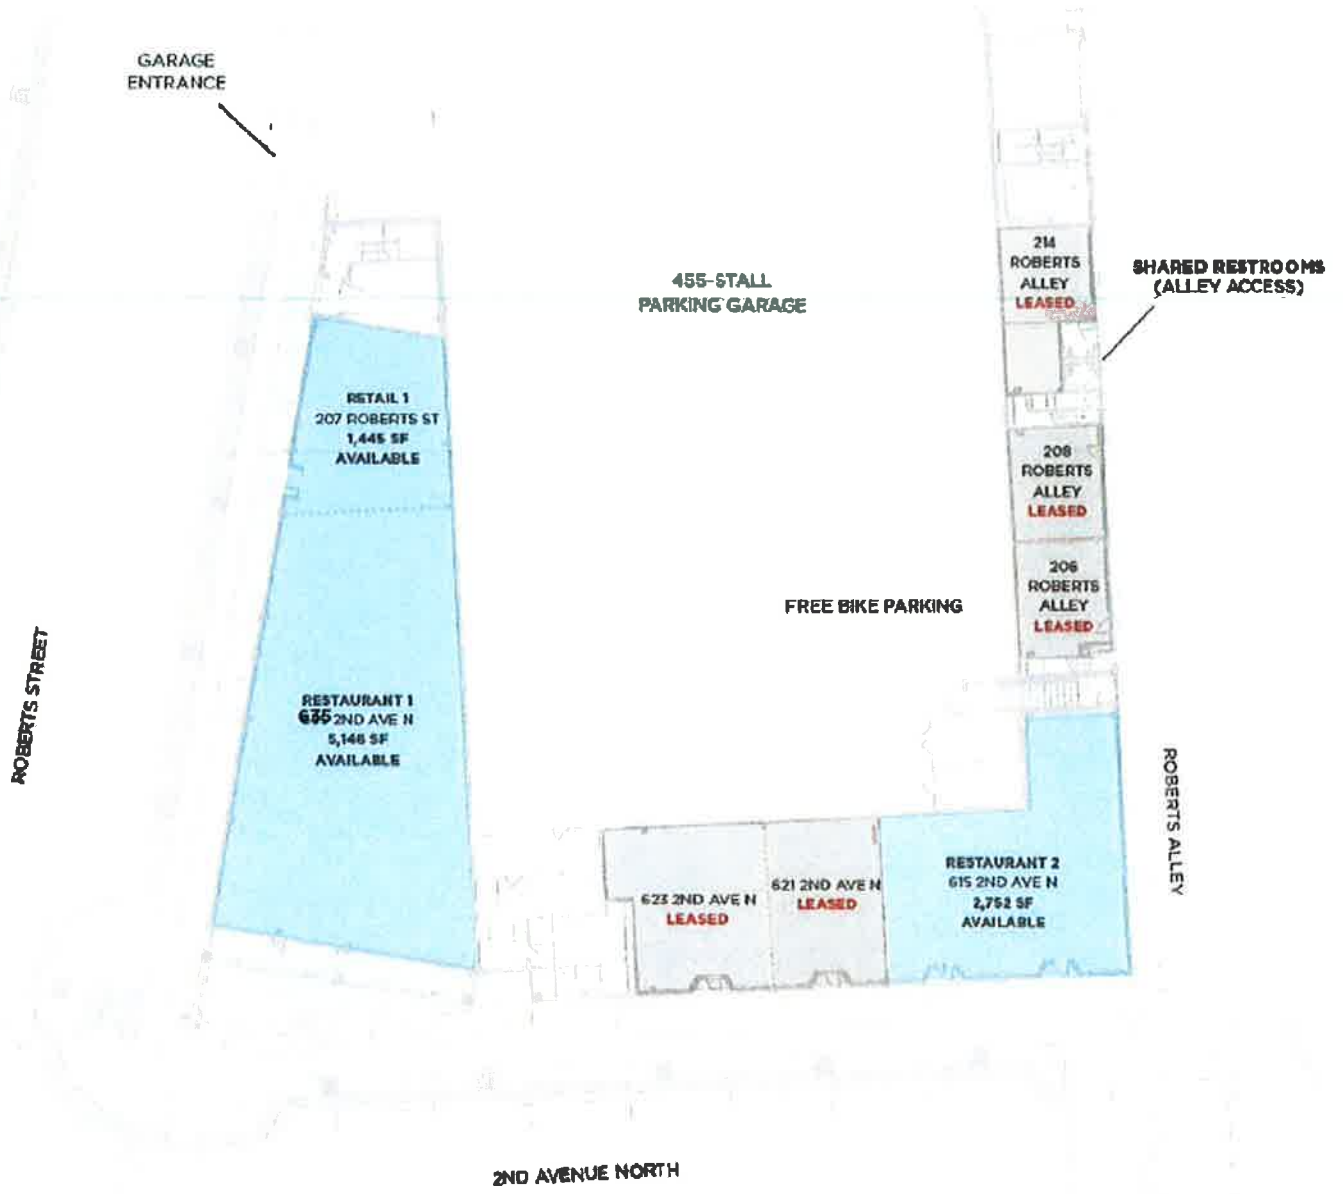 GARAGE
ENTRANCE
455-STALL
PARKING GARAGE
214
ROBERTS
ALLEY
LEASED
SHARED RESTROOMS
(ALLEY ACCESS)
RETAIL 1
207 ROBERTS ST
1,445 SF
AVAILABLE
208
ROBERTS
ALLEY
LEASED
206
ROBERTS
ALLEY
LEASED
FREE BIKE PARKING
ROBERTS STREET
RESTAURANT 1
635 2ND AVE N
5,146 SF
AVAILABLE
ROBERTS ALLEY
623 2ND AVE N
LEASED
621 2ND AVE N
LEASED
RESTAURANT 2
615 2ND AVE N
2,752 SF
AVAILABLE
2ND AVENUE NORTH